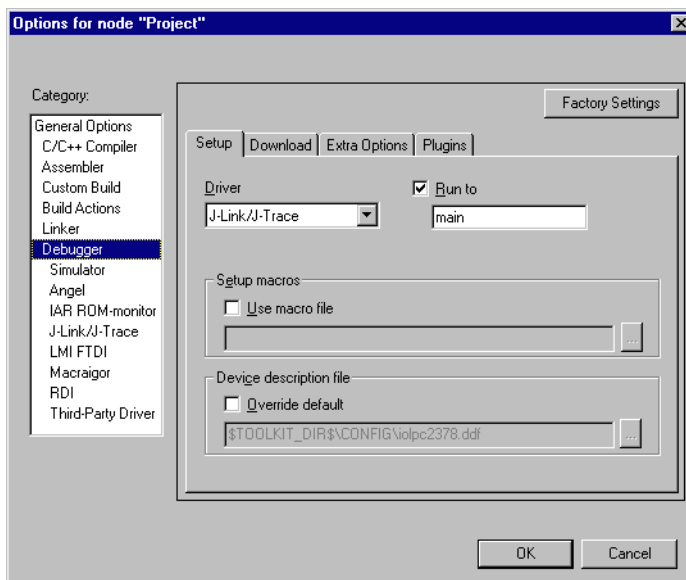 Options for node "Project"
Category:
Factory Settings
General Options
C/C++ Compiler
Assembler
Custom Build
Build Actions
Linker
Debugger
Simulator
Angel
IAR ROM-monitor
J-Link/J-Trace
LMI FTDI
Macraigor
RDI
Third-Party Driver
Setup Download Extra Options Plugins
Driver Run to
J-Link/J-Trace main
Setup macros
Use macro file
...
Device description file
Override default
$TOOLKIT_DIR$\CONFIG\iolpc2378.ddf ...
OK Cancel